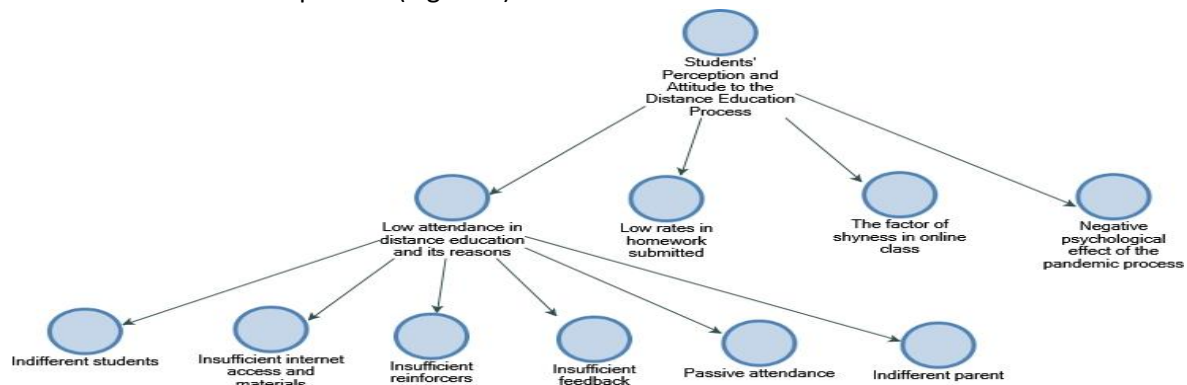 Students'
Perception and
Attitude to the
Distance Education
Process
Low attendance in
distance education
and its reasons
Low rates in
homework
submitted
The factor of
shyness in online
class
Negative
psychological
effect of the
pandemic process
Indifferent students
Insufficient internet
access and
materials
Insufficient
reinforcers
Insufficient
feedback
Passive attendance
Indifferent parent